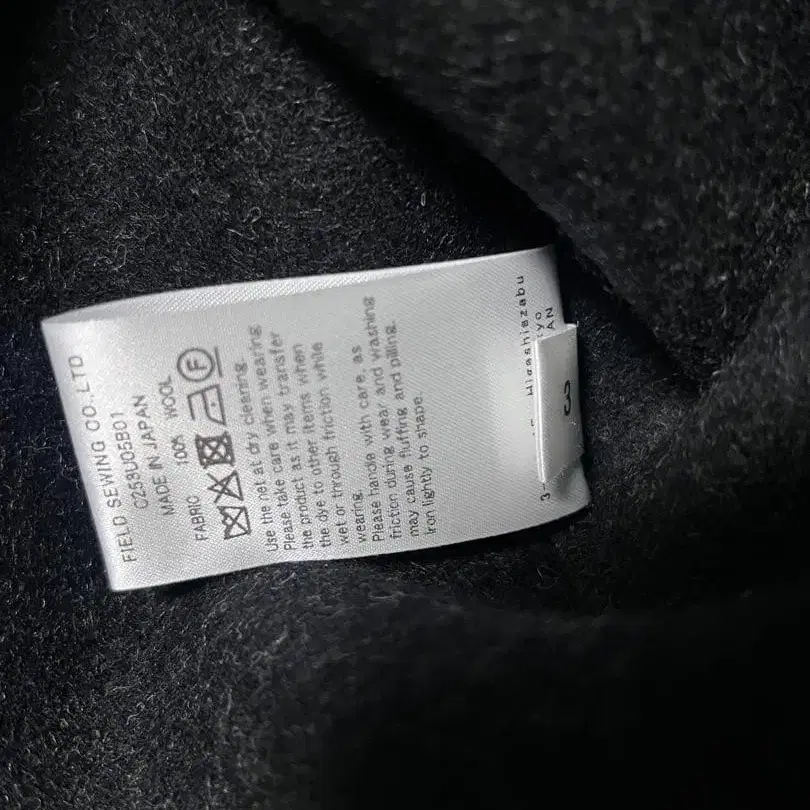 FIELD SEWING CO.,LTD
C253U05B01
MADE IN JAPAN
FABRIC 100% WOOL
F
Use the net at dry cleaning.
Please take care when wearing
the product as it may transfer
the dye to other items when
wet or through friction while
wearing.
Please handle with care, as
friction during wear and washing
may cause fluffing and pilling.
Iron lightly to shape.
Higashiazabu
3